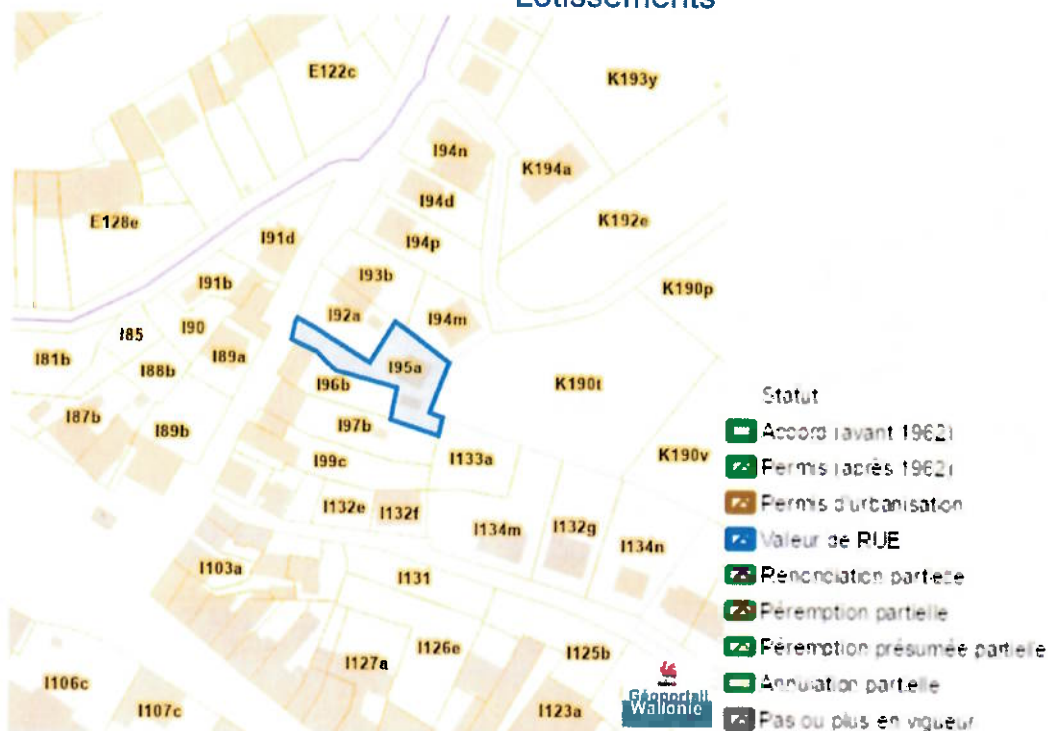 Lotissements
E122c
K193y
I94n
K194a
I94d
E128e
K192e
I91d
I94p
I93b
I91b
K190p
I92a
I94m
I85
I90
I81b
I89a
I95a
I88b
I96b
K190t
I87b
I97b
I89b
K190v
I99c
I133a
I132e
I132f
I134m
I132g
I134n
I103a
I131
I126e
I127a
I125b
I106c
I107c
I123a
Géoportail
Wallonie
Statut
Accord (avant 1962)
Permis (après 1962)
Permis d'urbanisation
Valeur de RUE
Renonciation partielle
Péremption partielle
Péremption présumée partielle
Annulation partielle
Pas ou plus en vigueur